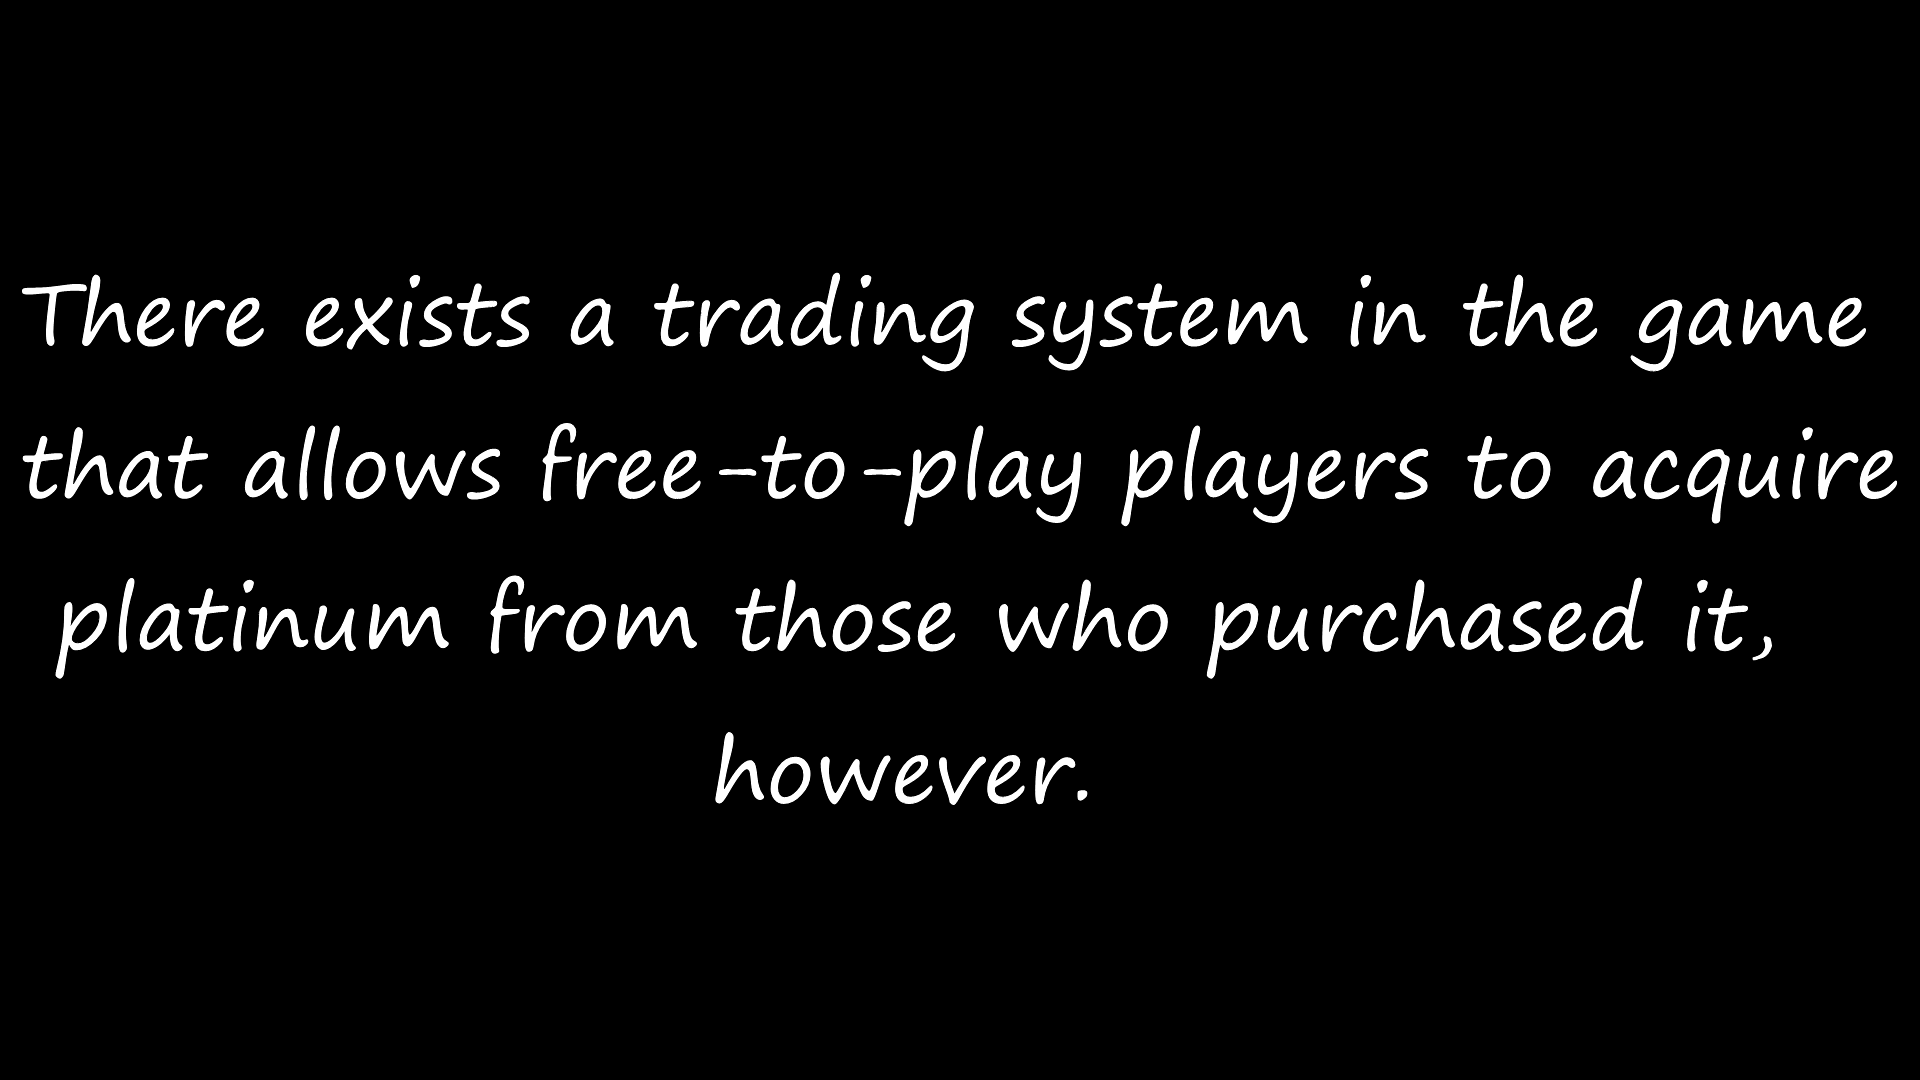 There exists a trading system in the game
that allows free-to-play players to acquire
platinum from those who purchased it,
however.